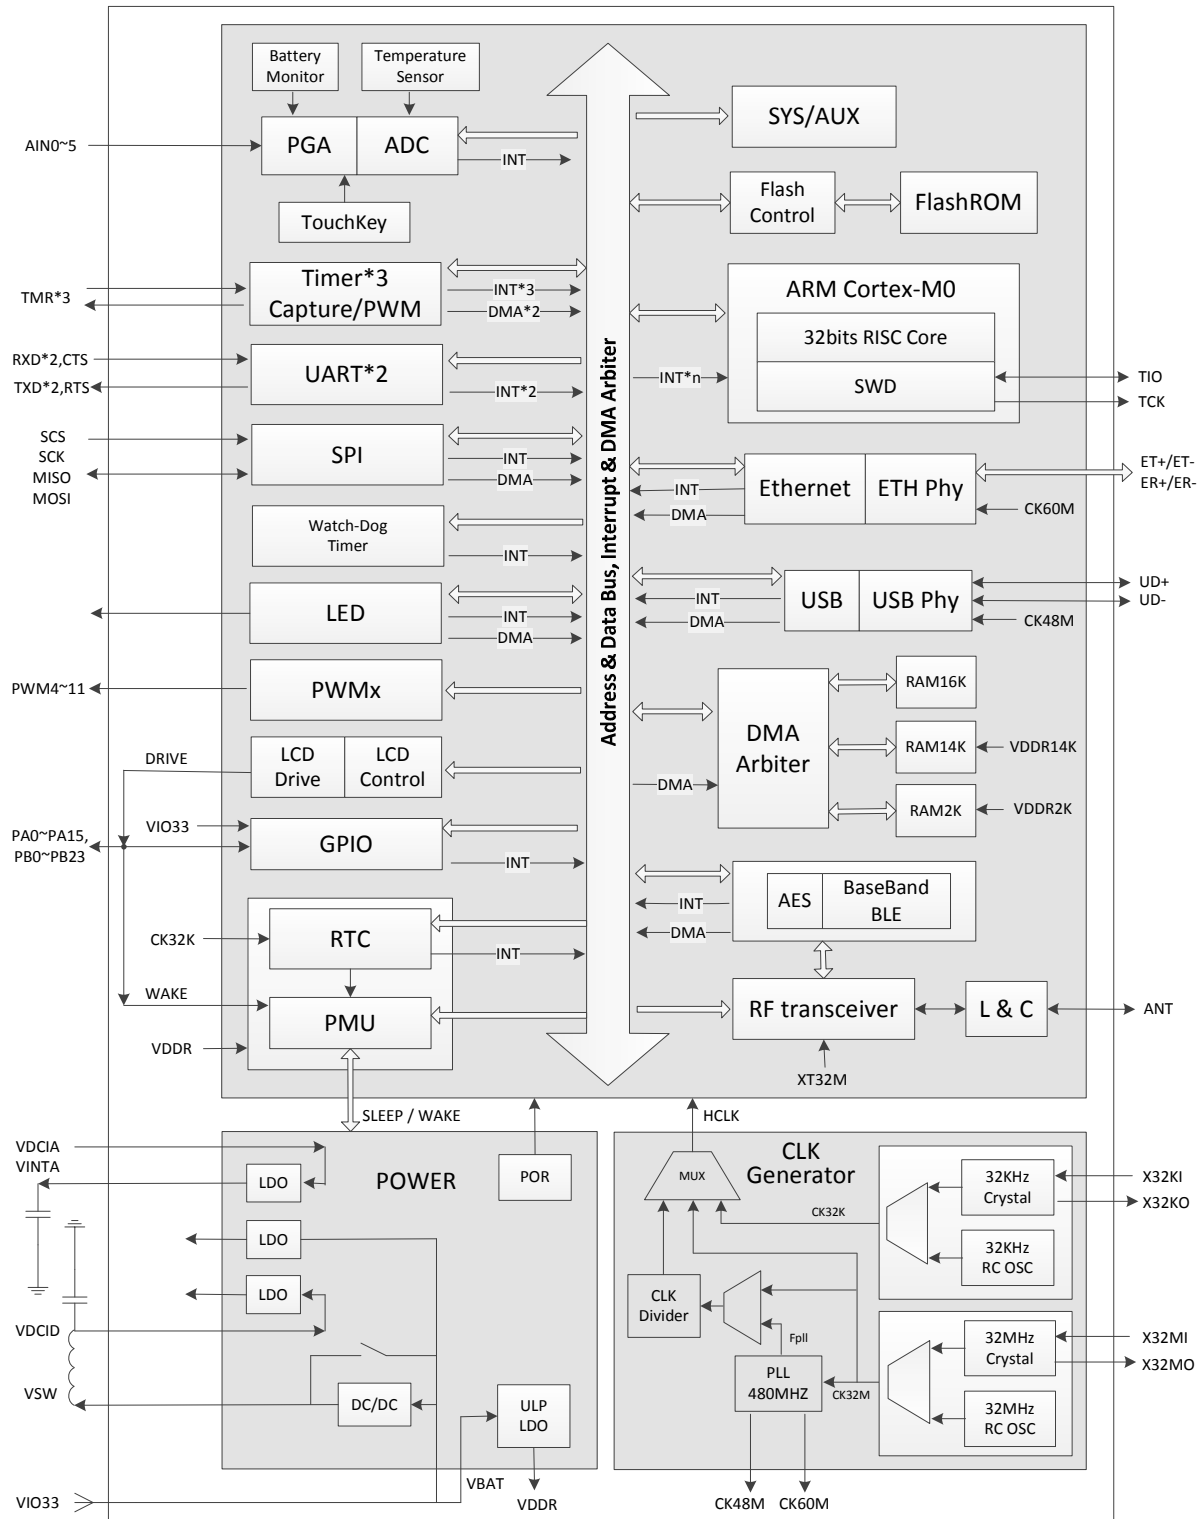 Battery
Monitor
Temperature
Sensor
AIN0~5
PGA
ADC
INT
TouchKey
TMR*3
Timer*3
Capture/PWM
INT*3
DMA*2
RXD*2,CTS
TXD*2,RTS
UART*2
INT*2
SCS
SCK
MISO
MOSI
SPI
INT
DMA
Watch-Dog
Timer
INT
LED
INT
DMA
PWM4~11
PWMx
DRIVE
LCD
Drive
LCD
Control
VIO33
PA0~PA15,
PB0~PB23
GPIO
INT
CK32K
RTC
INT
WAKE
PMU
VDDR
Address & Data Bus, Interrupt & DMA Arbiter
SYS/AUX
Flash
Control
FlashROM
ARM Cortex-M0
32bits RISC Core
SWD
INT*n
TIO
TCK
Ethernet
ETH Phy
INT
DMA
ET+/ET-
ER+/ER-
CK60M
USB
USB Phy
INT
DMA
UD+
UD-
CK48M
DMA
Arbiter
DMA
RAM16K
RAM14K
VDDR14K
RAM2K
VDDR2K
AES
BaseBand
BLE
INT
DMA
RF transceiver
L & C
ANT
XT32M
SLEEP / WAKE
HCLK
VDCIA
VINTA
LDO
POWER
POR
LDO
LDO
VDCID
VSW
DC/DC
ULP
LDO
VBAT
VDDR
VIO33
CLK
Generator
MUX
CK32K
32KHz
Crystal
X32KI
X32KO
32KHz
RC OSC
CLK
Divider
Fpll
PLL
480MHZ
CK32M
32MHz
Crystal
X32MI
X32MO
32MHz
RC OSC
CK48M
CK60M